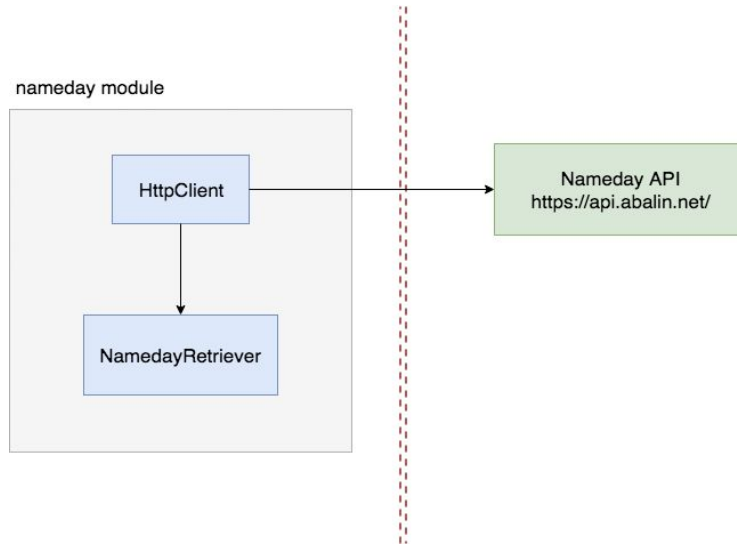 nameday module
HttpClient
Nameday API
https://api.abalin.net/
NamedayRetriever